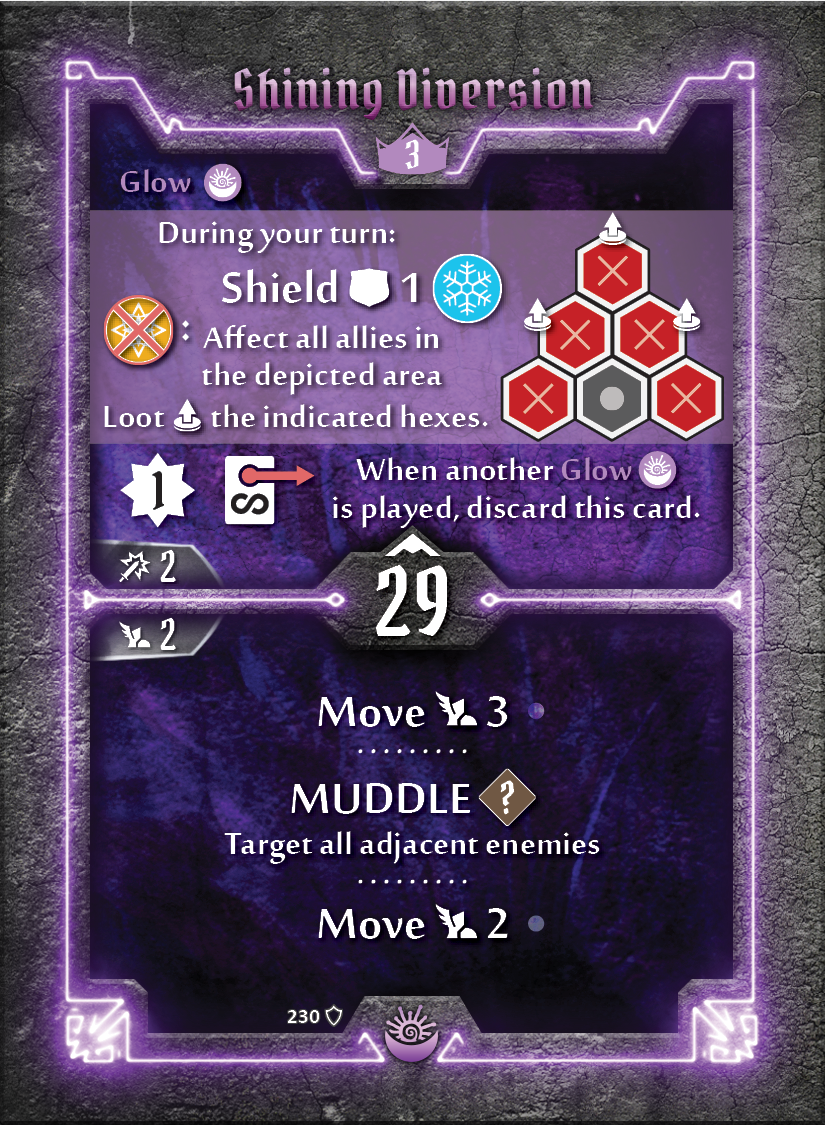 Shining Diversion
3
Glow
During your turn:
Shield 1
: Affect all allies in
the depicted area
Loot the indicated hexes.
1
When another Glow
is played, discard this card.
2
29
2
Move 3
MUDDLE ?
Target all adjacent enemies
Move 2
230